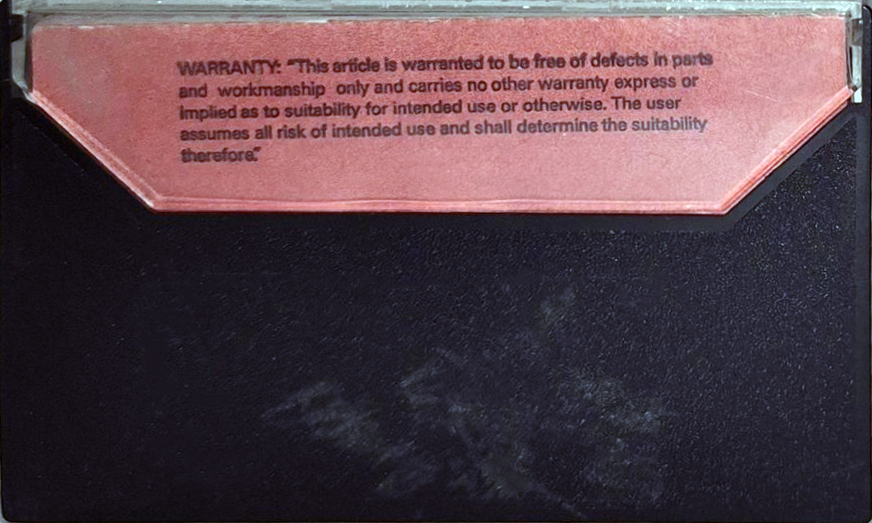 WARRANTY: "This article is warranted to be free of defects in parts
and workmanship only and carries no other warranty express or
implied as to suitability for intended use or otherwise. The user
assumes all risk of intended use and shall determine the suitability
therefore."